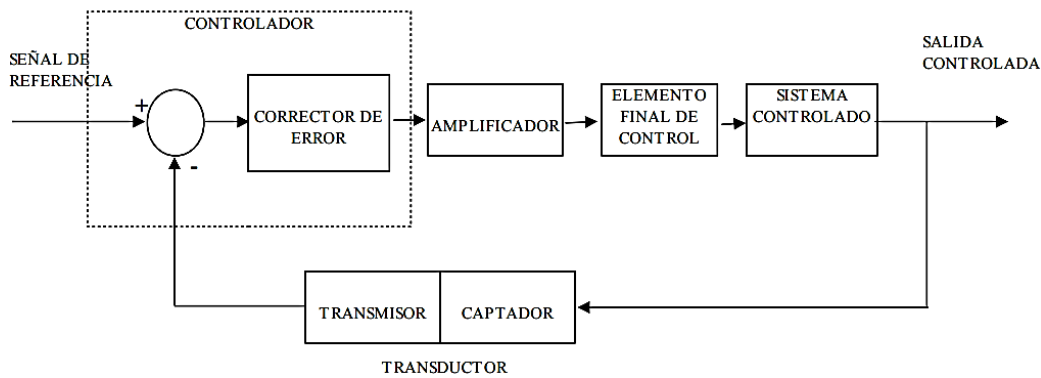 CONTROLADOR
SEÑAL DE
REFERENCIA
SALIDA
CONTROLADA
+
-
CORRECTOR DE
ERROR
AMPLIFICADOR
ELEMENTO
FINAL DE
CONTROL
SISTEMA
CONTROLADO
TRANSMISOR
CAPTADOR
TRANSDUCTOR